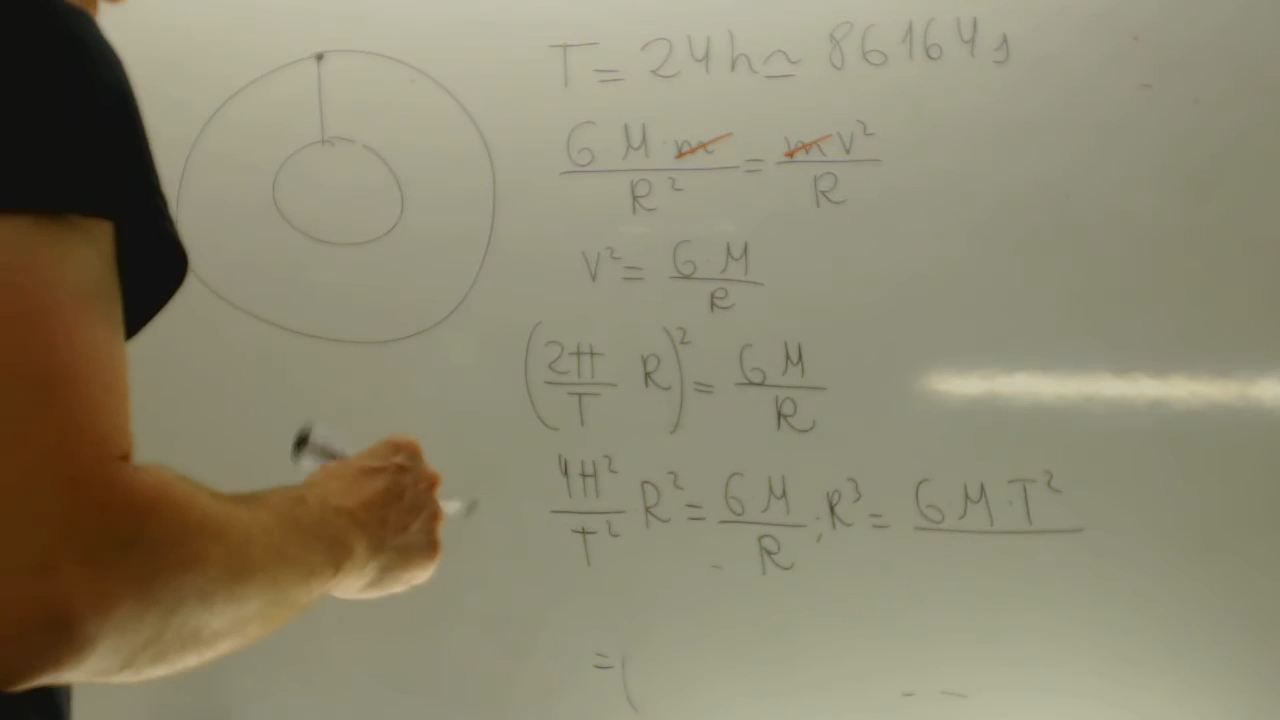 T = 24h ≃ 86164s
G M m / R² = m v² / R
v² = G M / R
(2π / T R)² = G M / R
4π² / T² R² = G M / R ; R³ = G M · T² /
= (